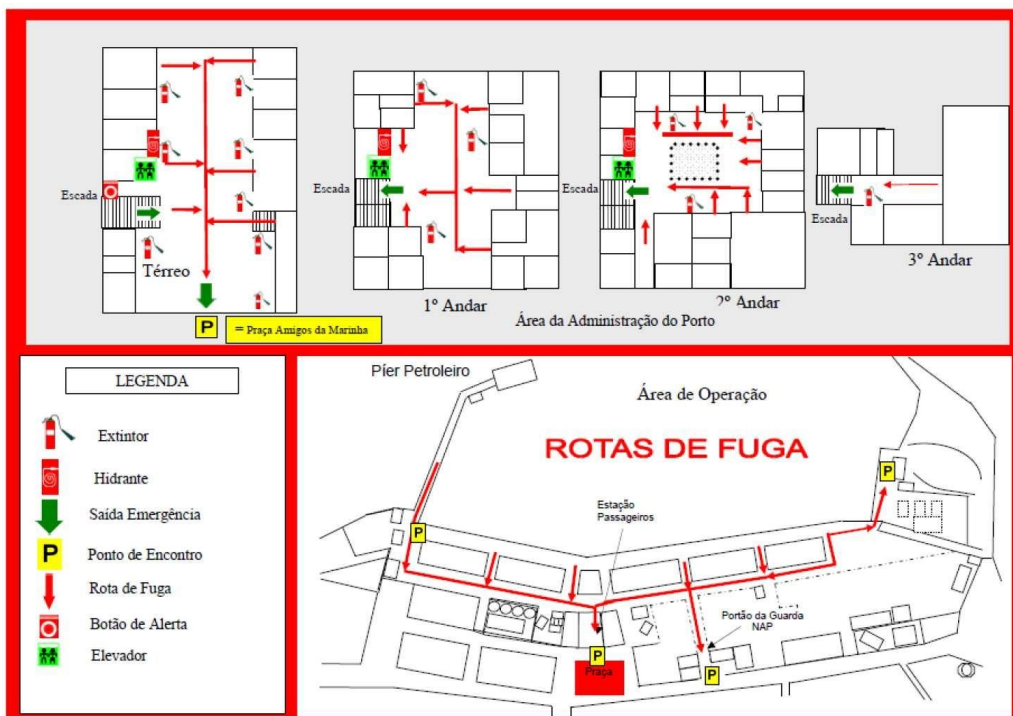 Escada
Térreo
P
= Praça Amigos da Marinha
Escada
1º Andar
Escada
2º Andar
Escada
3º Andar
Área da Administração do Porto
LEGENDA
Extintor
Hidrante
Saída Emergência
P
Ponto de Encontro
Rota de Fuga
Botão de Alerta
Elevador
Píer Petroleiro
Área de Operação
ROTAS DE FUGA
P
Estação
Passageiros
P
Portão da Guarda
NAP
P
Praça
P